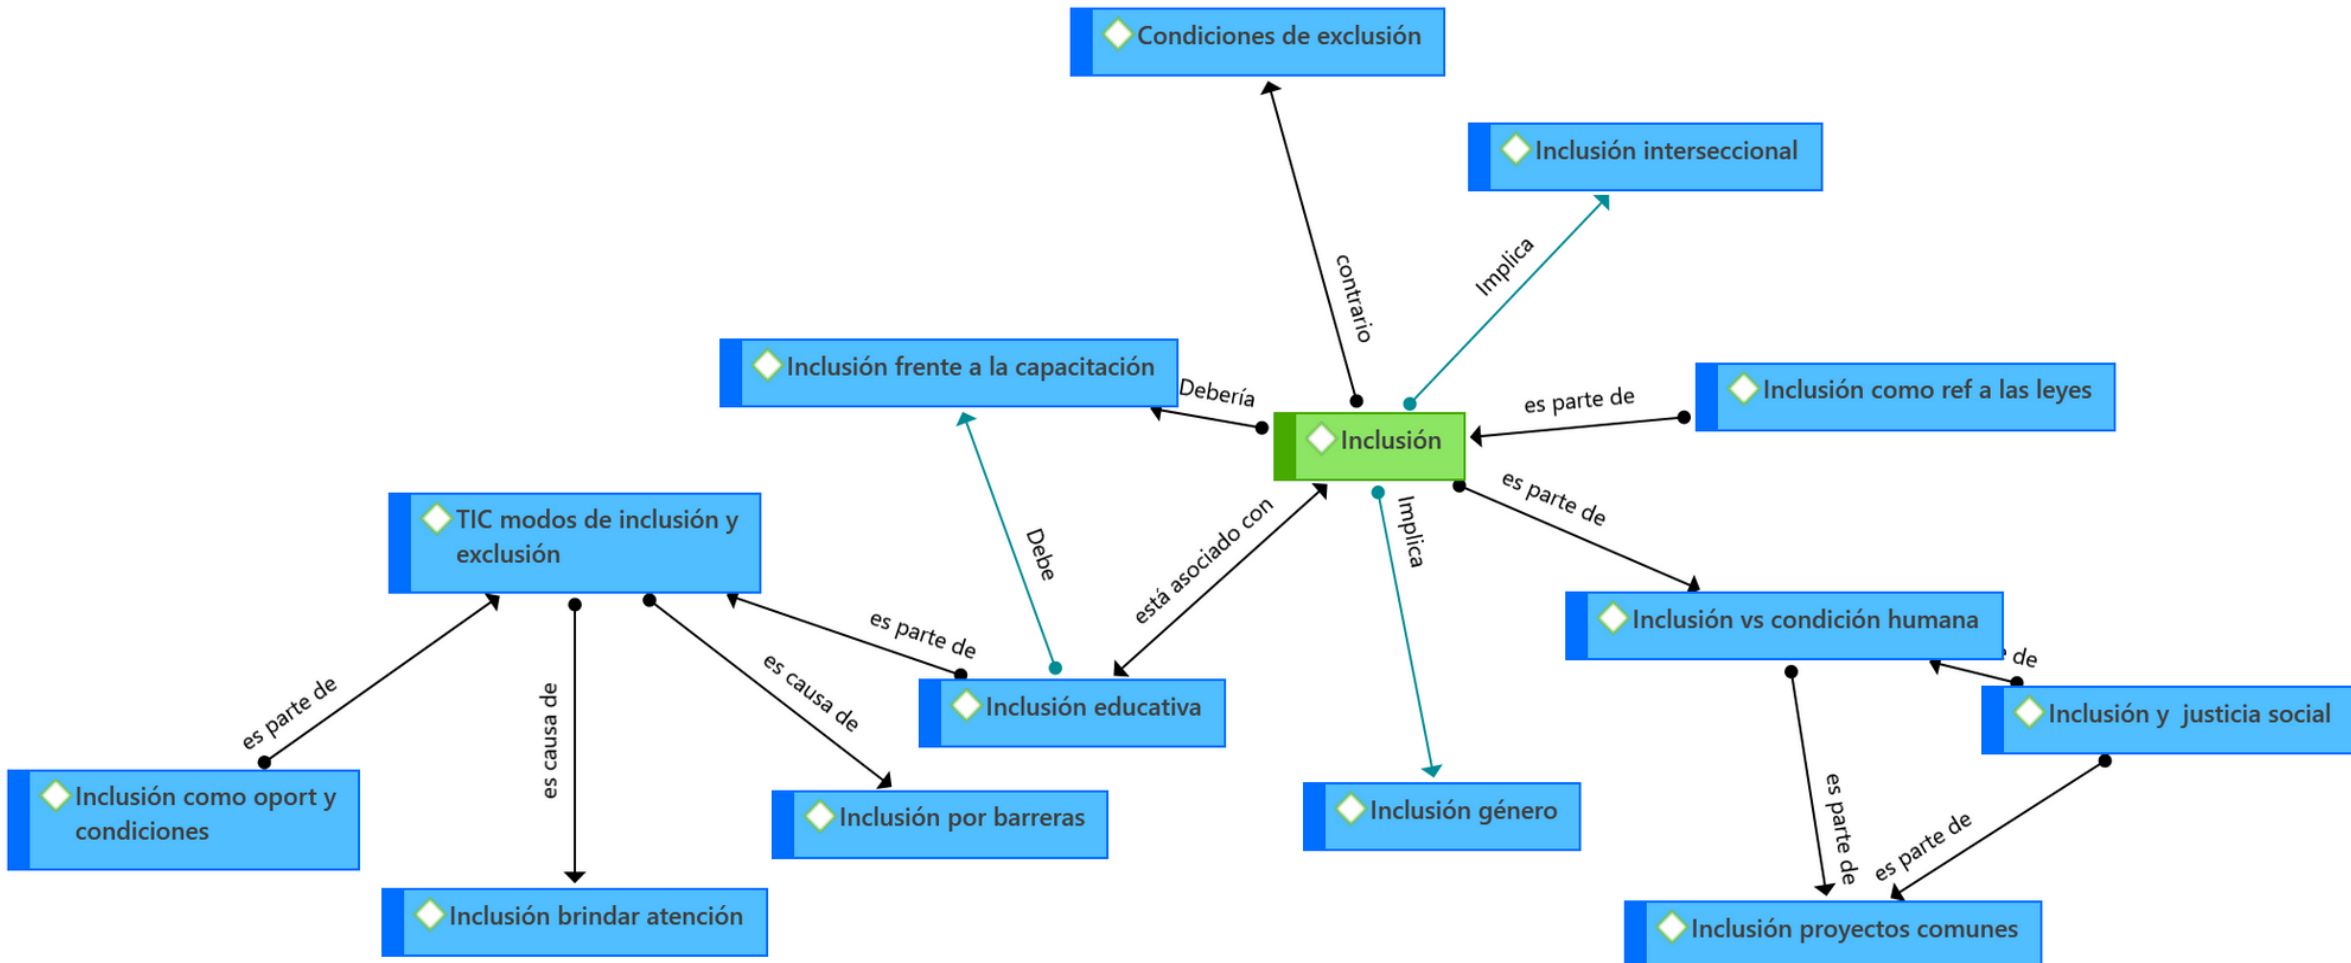 Condiciones de exclusión
Inclusión interseccional
contrario
Implica
Inclusión frente a la capacitación
Debería
es parte de
Inclusión como ref a las leyes
Inclusión
es parte de
está asociado con
Implica
Debe
TIC modos de inclusión y
exclusión
es parte de
Inclusión vs condición humana
de
Inclusión educativa
Inclusión y  justicia social
es parte de
es causa de
es causa de
Inclusión como oport y
condiciones
Inclusión por barreras
Inclusión género
es parte de
es parte de
Inclusión brindar atención
Inclusión proyectos comunes